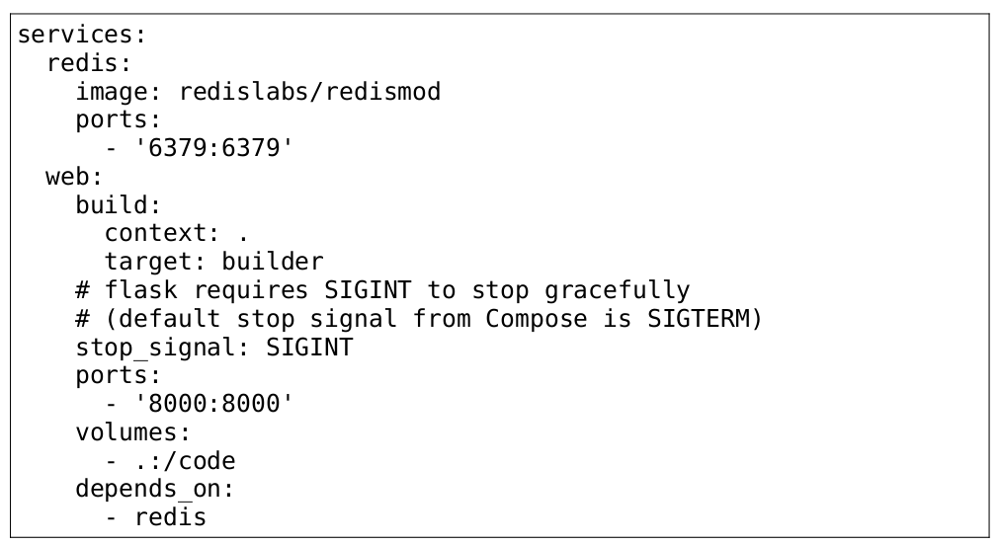 services:
  redis:
    image: redislabs/redismod
    ports:
      - '6379:6379'
  web:
    build:
      context: .
      target: builder
    # flask requires SIGINT to stop gracefully
    # (default stop signal from Compose is SIGTERM)
    stop_signal: SIGINT
    ports:
      - '8000:8000'
    volumes:
      - .:/code
    depends_on:
      - redis